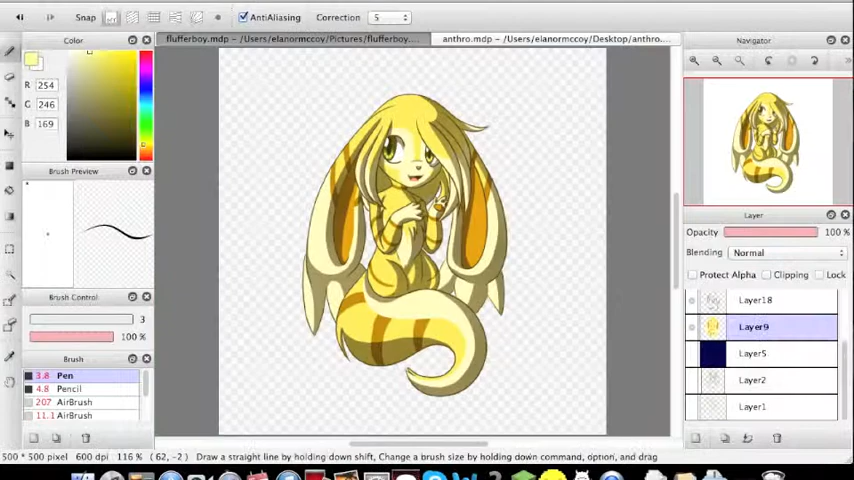 Snap AntiAliasing Correction S
flufferboy.mdp - /Users/elanormccoy/Pictures/flufferboy....
anthro.mdp - /Users/elanormccoy/Desktop/anthro....
Color
R 254
G 246
B 169
Brush Preview
Brush Control
3
100 %
Brush
3.8 Pen
4.8 Pencil
207 AirBrush
11.1 AirBrush
Navigator
Layer
Opacity 100 %
Blending Normal
Protect Alpha Clipping Lock
Layer18
Layer9
Layer5
Layer2
Layer1
500 * 500 pixel 600 dpi 116 % (62, -2) Draw a straight line by holding down shift, Change a brush size by holding down command, option, and drag